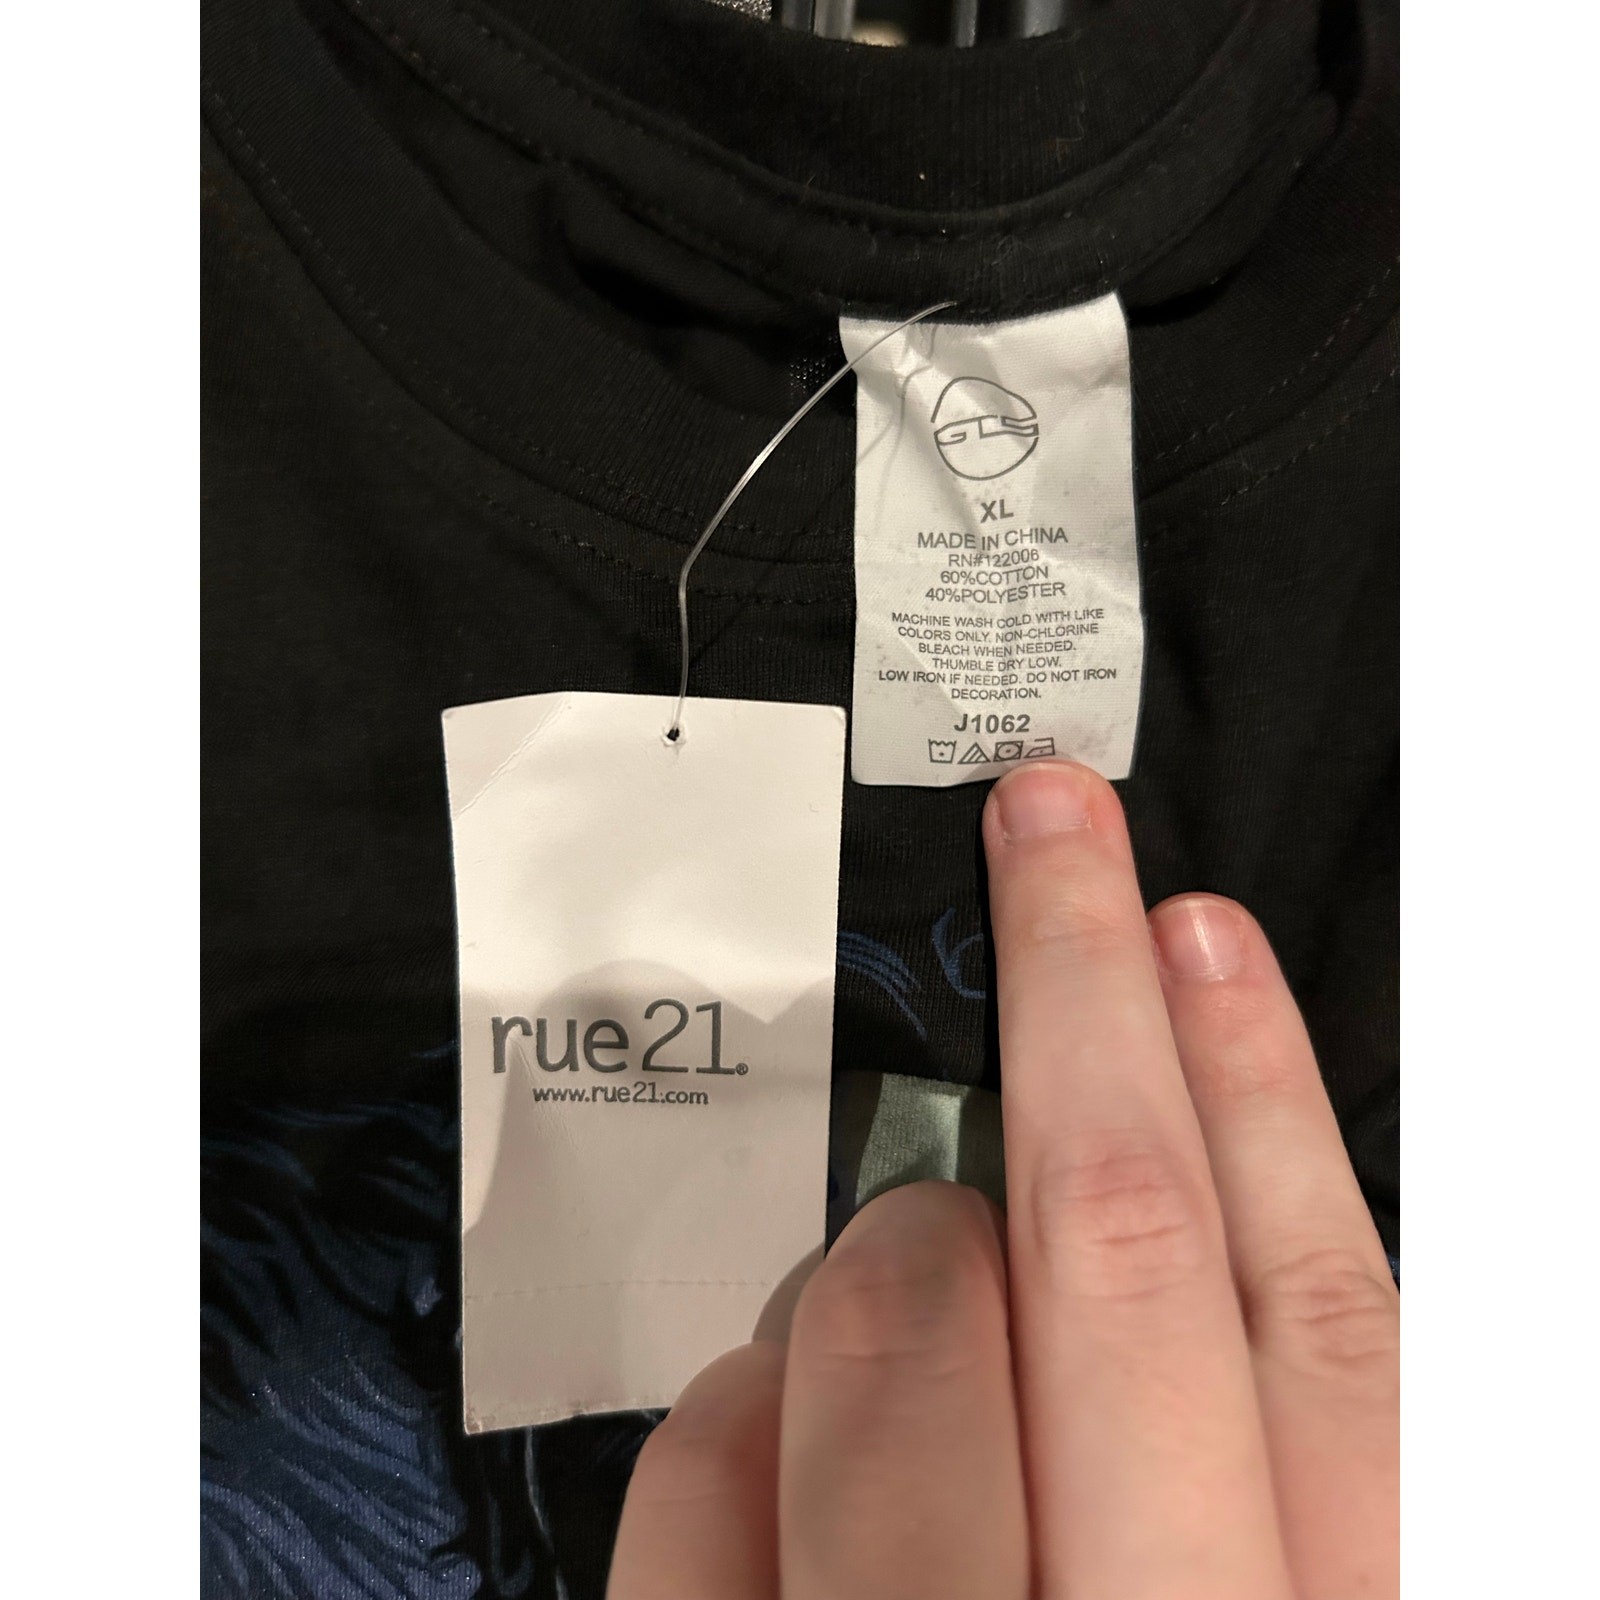 GLS
XL
MADE IN CHINA
RN#122006
60%COTTON
40%POLYESTER
MACHINE WASH COLD WITH LIKE
COLORS ONLY. NON-CHLORINE
BLEACH WHEN NEEDED.
THUMBLE DRY LOW.
LOW IRON IF NEEDED. DO NOT IRON
DECORATION.
J1062
rue21®
www.rue21.com